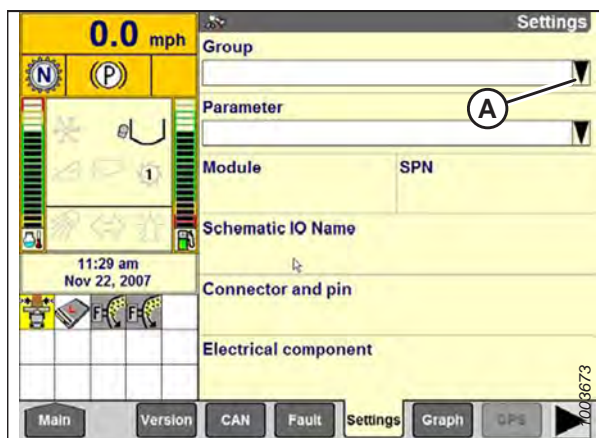 0.0 mph
N
(P)
1
11:29 am
Nov 22, 2007
F
F
Settings
Group
A
Parameter
Module
SPN
Schematic IO Name
Connector and pin
Electrical component
Main
Version
CAN
Fault
Settings
Graph
GPS
1003673